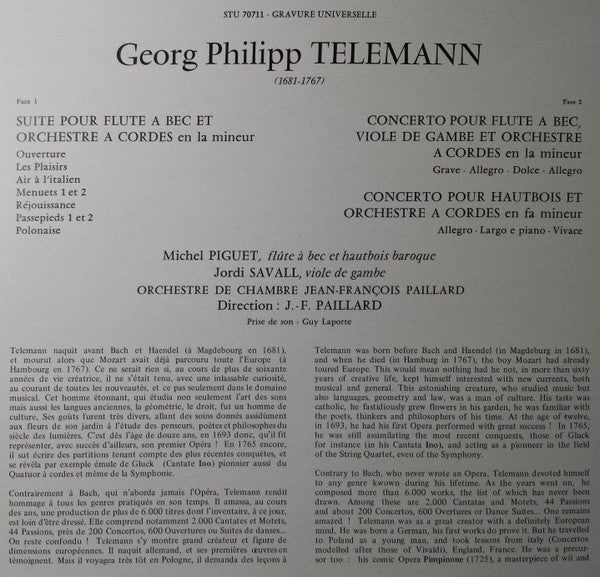 STU 70711 - GRAVURE UNIVERSELLE
Georg Philipp TELEMANN
(1681-1767)
Face 1
SUITE POUR FLUTE A BEC ET
ORCHESTRE A CORDES en la mineur
Ouverture
Les Plaisirs
Air à l'italien
Menuets 1 et 2
Réjouissance
Passepieds 1 et 2
Polonaise
Face 2
CONCERTO POUR FLUTE A BEC,
VIOLE DE GAMBE ET ORCHESTRE
A CORDES en la mineur
Grave - Allegro - Dolce - Allegro
CONCERTO POUR HAUTBOIS ET
ORCHESTRE A CORDES en fa mineur
Allegro - Largo e piano - Vivace
Michel PIGUET, flûte à bec et hautbois baroque
Jordi SAVALL, viole de gambe
ORCHESTRE DE CHAMBRE JEAN-FRANÇOIS PAILLARD
Direction : J.-F. PAILLARD
Prise de son : Guy Laporte
Telemann naquit avant Bach et Haendel (à Magdebourg en 1681),
et mourut alors que Mozart avait déjà parcouru toute l'Europe (à
Hambourg en 1767). Ce ne serait rien si, au cours de plus de soixante
années de vie créatrice, il ne s'était tenu, avec une inlassable curiosité,
au courant de toutes les nouveautés, et ce pas seulement dans le domaine
musical. Cet homme étonnant, qui étudia non seulement l'art des sons
mais aussi les langues anciennes, la géométrie, le droit, fut un homme de
culture. Ses goûts furent très divers, allant des soins donnés assidûment
aux fleurs de son jardin à l'étude des penseurs, poètes et philosophes du
siècle des lumières. C'est dès l'âge de douze ans, en 1693 donc, qu'il fit
représenter, avec un succès d'ailleurs, son premier Opéra ! En 1765 encore,
il sut écrire des partitions tenant compte des plus récentes conquêtes, et
se révéla par exemple émule de Gluck (Cantate Ino) pionnier aussi du
Quatuor à cordes et même de la Symphonie.
Contrairement à Bach, qui n'aborda jamais l'Opéra, Telemann rendit
hommage à tous les genres pratiqués en son temps. Il amassa, au cours
des ans, une production de plus de 6.000 titres dont l'inventaire, à ce jour,
est loin d'être dressé. Elle comprend notamment 2.000 Cantates et Motets,
44 Passions, près de 200 Concertos, 600 Ouvertures ou Suites de danses...
On reste confondu ! Telemann s'y montre grand créateur et figure de
dimensions européennes. Il naquit allemand, et ses premières œuvres en
témoignent. Mais il voyagea très tôt en Pologne, il demanda des leçons à
Telemann was born before Bach and Haendel (in Magdeburg in 1681),
and when he died (in Hamburg in 1767), the boy Mozart had already
toured Europe. This would mean nothing had he not, in more than sixty
years of creative life, kept himself interested with new currents, both
musical and general. This astonishing creature, who studied music but
also languages, geometry and law, was a man of culture. His taste was
catholic, he fastidiously grew flowers in his garden, he was familiar with
the poets, thinkers and philosophers of his time. At the age of twelve,
in 1693, he had his first Opera performed with great success ! In 1765,
he was still assimilating the most recent conquests, those of Gluck
for instance (in his Cantata Ino), and acting as a pioneer in the field
of the String Quartet, even of the Symphony.
Contrary to Bach, who never wrote an Opera, Telemann devoted himself
to any genre kwown during his lifetime. As the years went on, he
composed more than 6.000 works, the list of which has never been
drawn. Among these are 2.000 Cantatas and Motets, 44 Passions
and about 200 Concertos, 600 Overtures or Dance Suites... One remains
amazed ! Telemann was as a great creator with a definitely European
mind. He was born a German, his first works do prove it. But he travelled
to Poland as a young man, and took lessons from italy (Concertos
modelled after those of Vivaldi), England, France. He was a precur-
sor too : his comic Opera Pimpinone (1725), a masterpiece of wit and